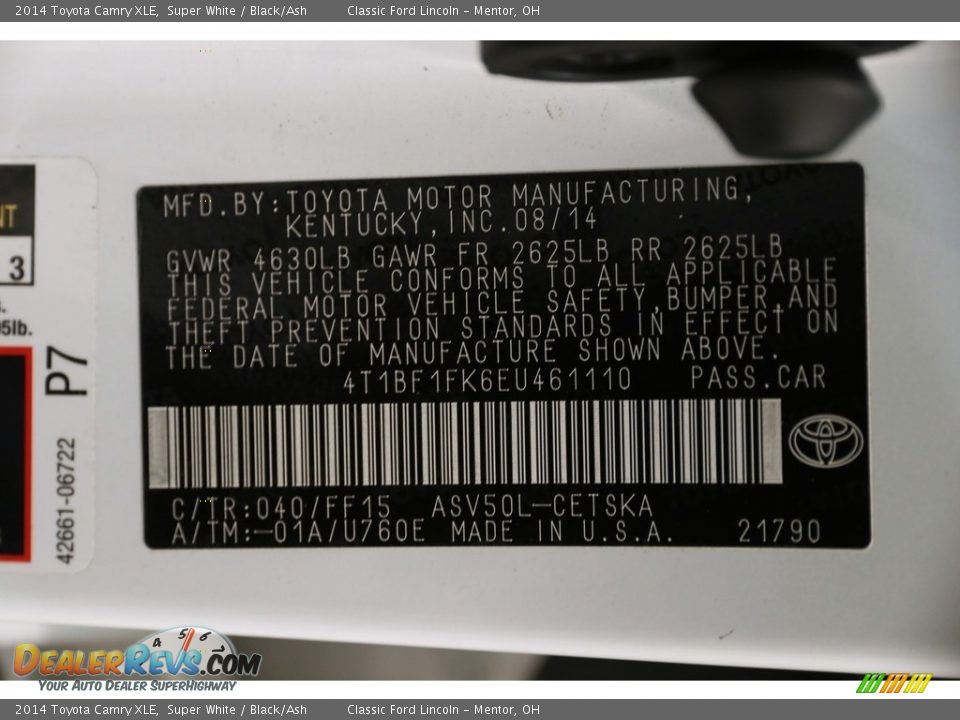 2014 Toyota Camry XLE, Super White / Black/Ash Classic Ford Lincoln - Mentor, OH
MFD.BY:TOYOTA MOTOR MANUFACTURING,
KENTUCKY,INC.08/14
GVWR 4630LB GAWR FR 2625LB RR 2625LB
THIS VEHICLE CONFORMS TO ALL APPLICABLE
FEDERAL MOTOR VEHICLE SAFETY,BUMPER,AND
THEFT PREVENTION STANDARDS IN EFFECT ON
THE DATE OF MANUFACTURE SHOWN ABOVE.
4T1BF1FK6EU461110 PASS.CAR
C/TR:040/FF15 ASV50L-CETSKA
A/TM:-01A/U760E MADE IN U.S.A. 21790
3
P7
42661-06722
4 5 6
DEALERREVS.COM
YOUR AUTO DEALER SUPERHIGHWAY
2014 Toyota Camry XLE, Super White / Black/Ash Classic Ford Lincoln - Mentor, OH